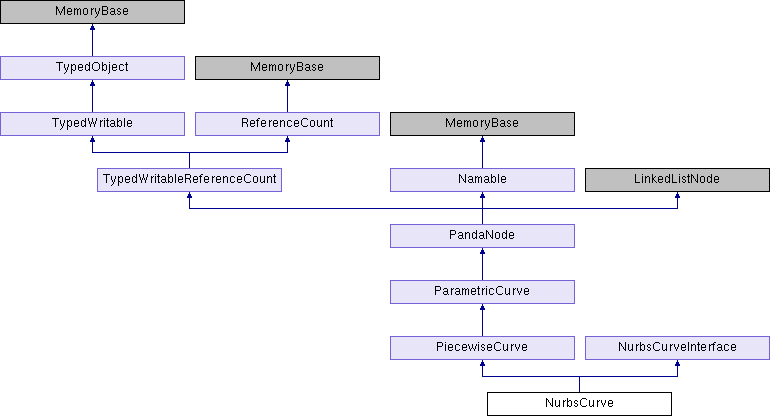 MemoryBase
TypedObject
MemoryBase
TypedWritable
ReferenceCount
MemoryBase
TypedWritableReferenceCount
Namable
LinkedListNode
PandaNode
ParametricCurve
PiecewiseCurve
NurbsCurveInterface
NurbsCurve